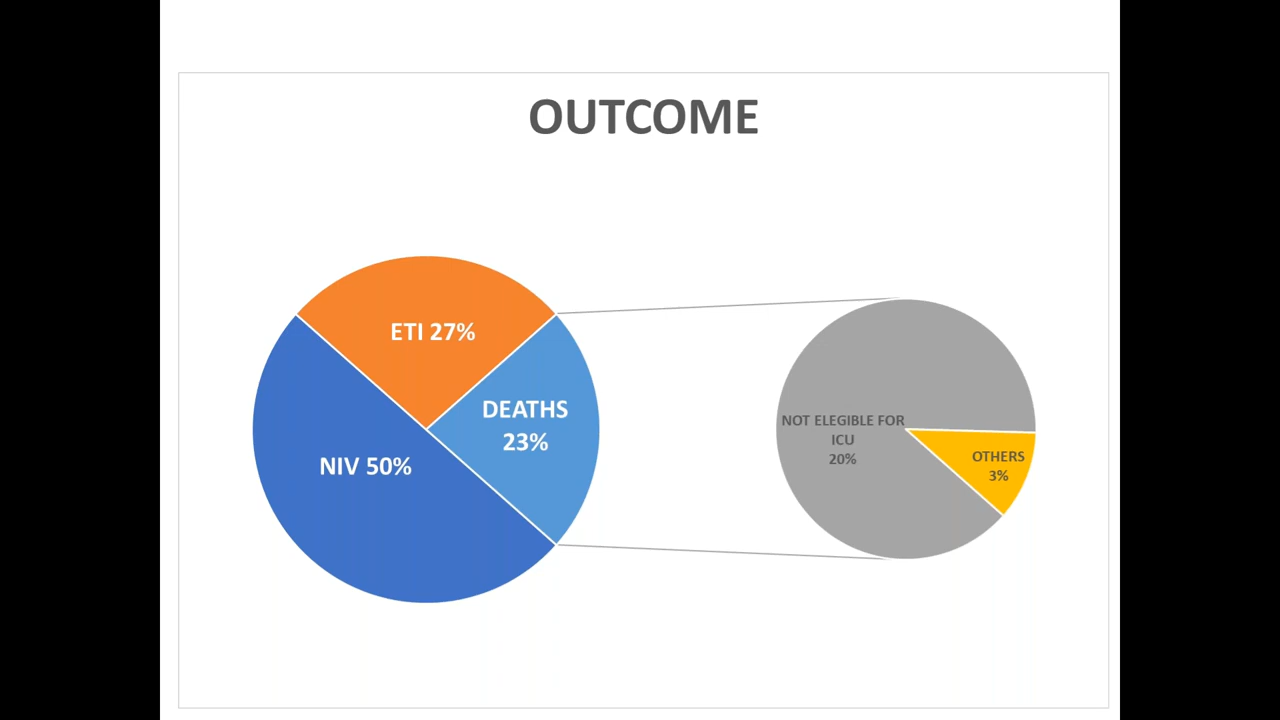 OUTCOME
ETI 27%
DEATHS
23%
NIV 50%
NOT ELEGIBLE FOR
ICU
20%
OTHERS
3%